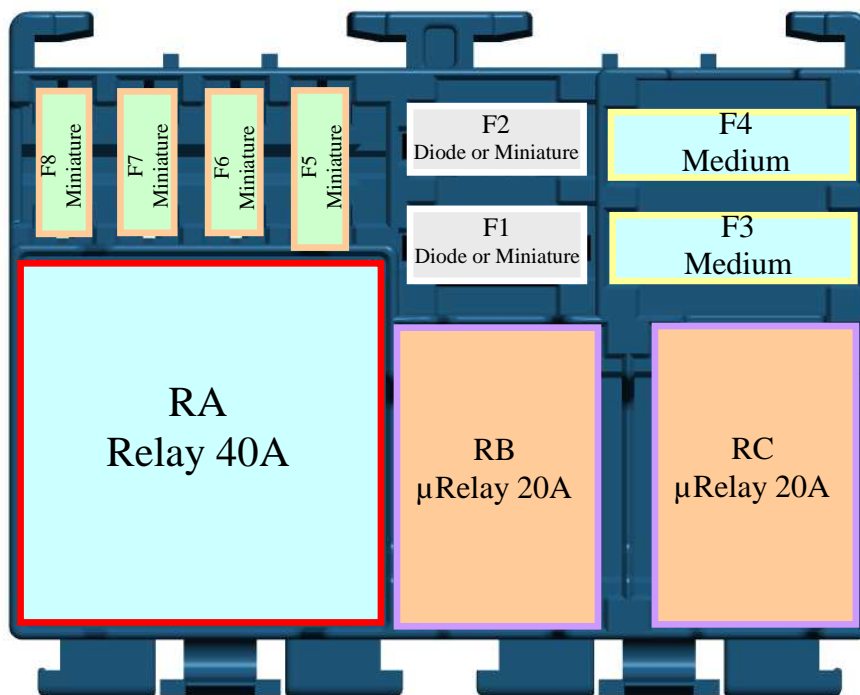 F8
Miniature
F7
Miniature
F6
Miniature
F5
Miniature
F2
Diode or Miniature
F4
Medium
F1
Diode or Miniature
F3
Medium
RA
Relay 40A
RB
µRelay 20A
RC
µRelay 20A